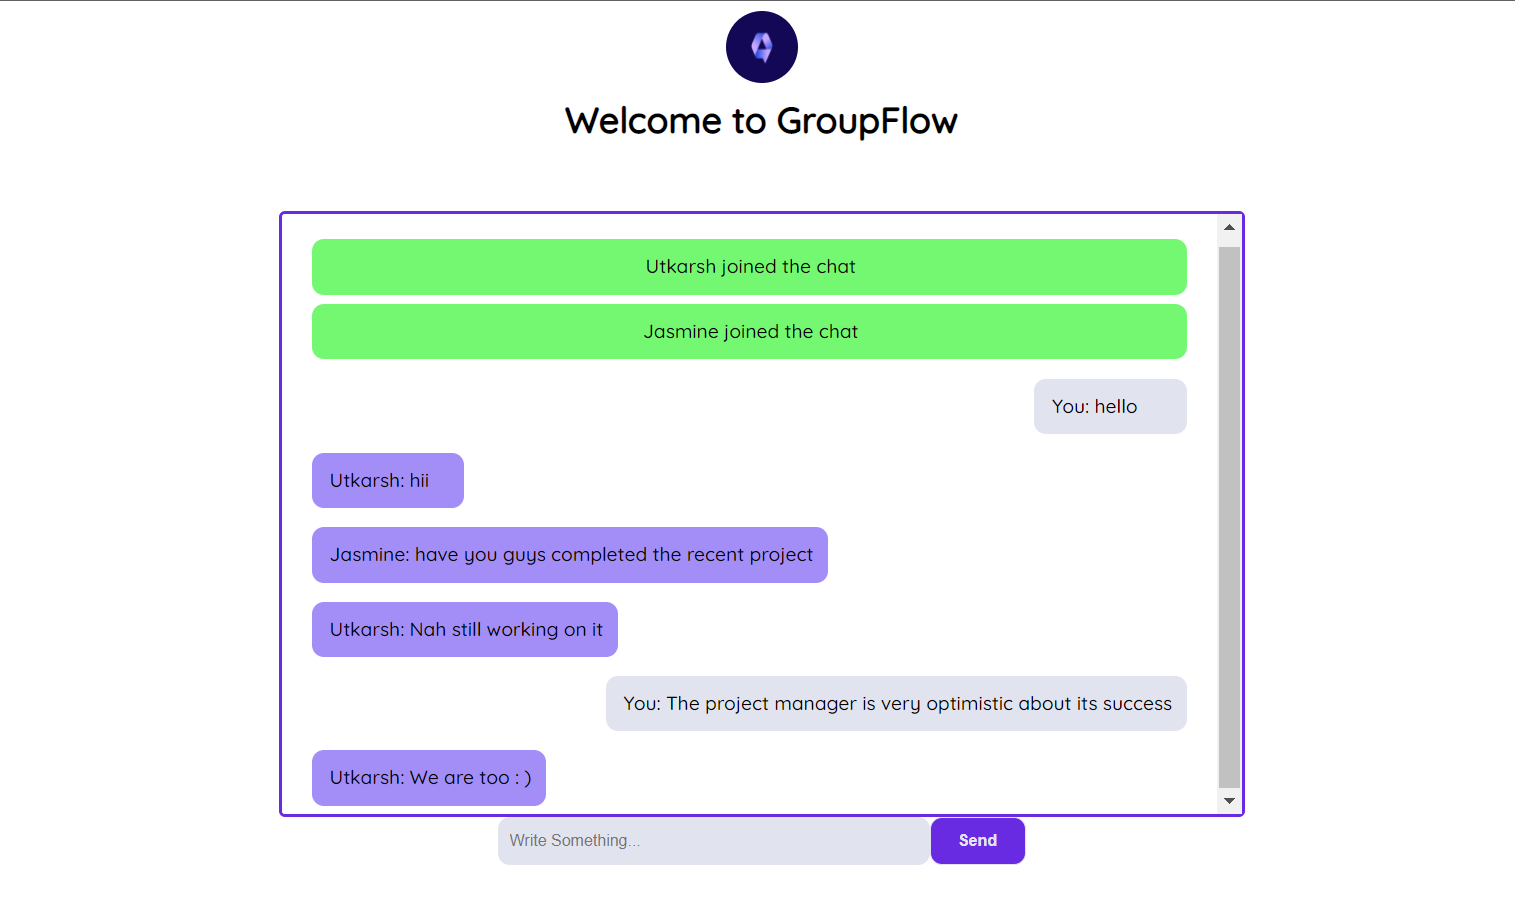 Welcome to GroupFlow
Utkarsh joined the chat
Jasmine joined the chat
You: hello
Utkarsh: hii
Jasmine: have you guys completed the recent project
Utkarsh: Nah still working on it
You: The project manager is very optimistic about its success
Utkarsh: We are too : )
Write Something...
Send